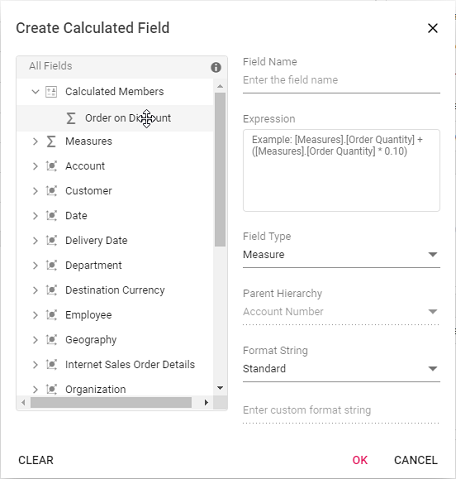 Create Calculated Field
All Fields
Calculated Members
Order on Discount
Measures
Account
Customer
Date
Delivery Date
Department
Destination Currency
Employee
Geography
Internet Sales Order Details
Organization
Field Name
Enter the field name
Expression
Example: [Measures].[Order Quantity] +
([Measures].[Order Quantity] * 0.10)
Field Type
Measure
Parent Hierarchy
Account Number
Format String
Standard
Enter custom format string
CLEAR
OK
CANCEL